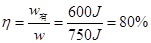 η = w有/w = 600J/750J = 80%